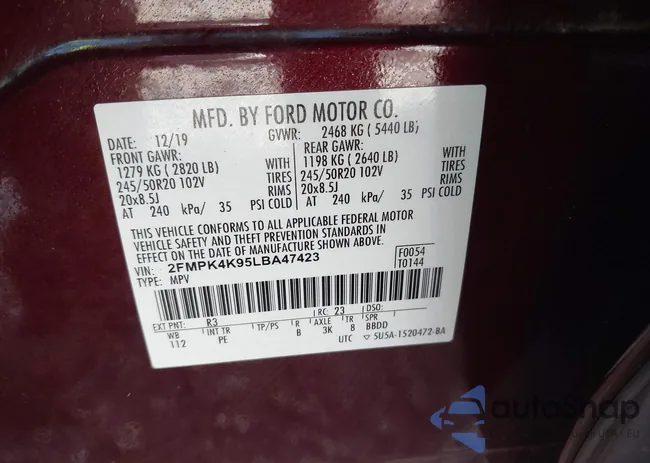 MFD. BY FORD MOTOR CO.
DATE: 12/19 GVWR: 2468 KG ( 5440 LB)
FRONT GAWR: REAR GAWR:
1279 KG ( 2820 LB) WITH 1198 KG ( 2640 LB) WITH
245/50R20 102V TIRES 245/50R20 102V TIRES
20x8.5J RIMS 20x8.5J RIMS
AT 240 kPa/ 35 PSI COLD AT 240 kPa/ 35 PSI COLD
THIS VEHICLE CONFORMS TO ALL APPLICABLE FEDERAL MOTOR
VEHICLE SAFETY AND THEFT PREVENTION STANDARDS IN
EFFECT ON THE DATE OF MANUFACTURE SHOWN ABOVE.
VIN: 2FMPK4K95LBA47423 F0054
TYPE: MPV T0144
EXT PNT: R3 RC: 23
WB INT TR TP/PS R AXLE TR SPR
112 PE B 3K 8 BBDD
UTC ▽ 5U5A-1520472-BA
autoSnap